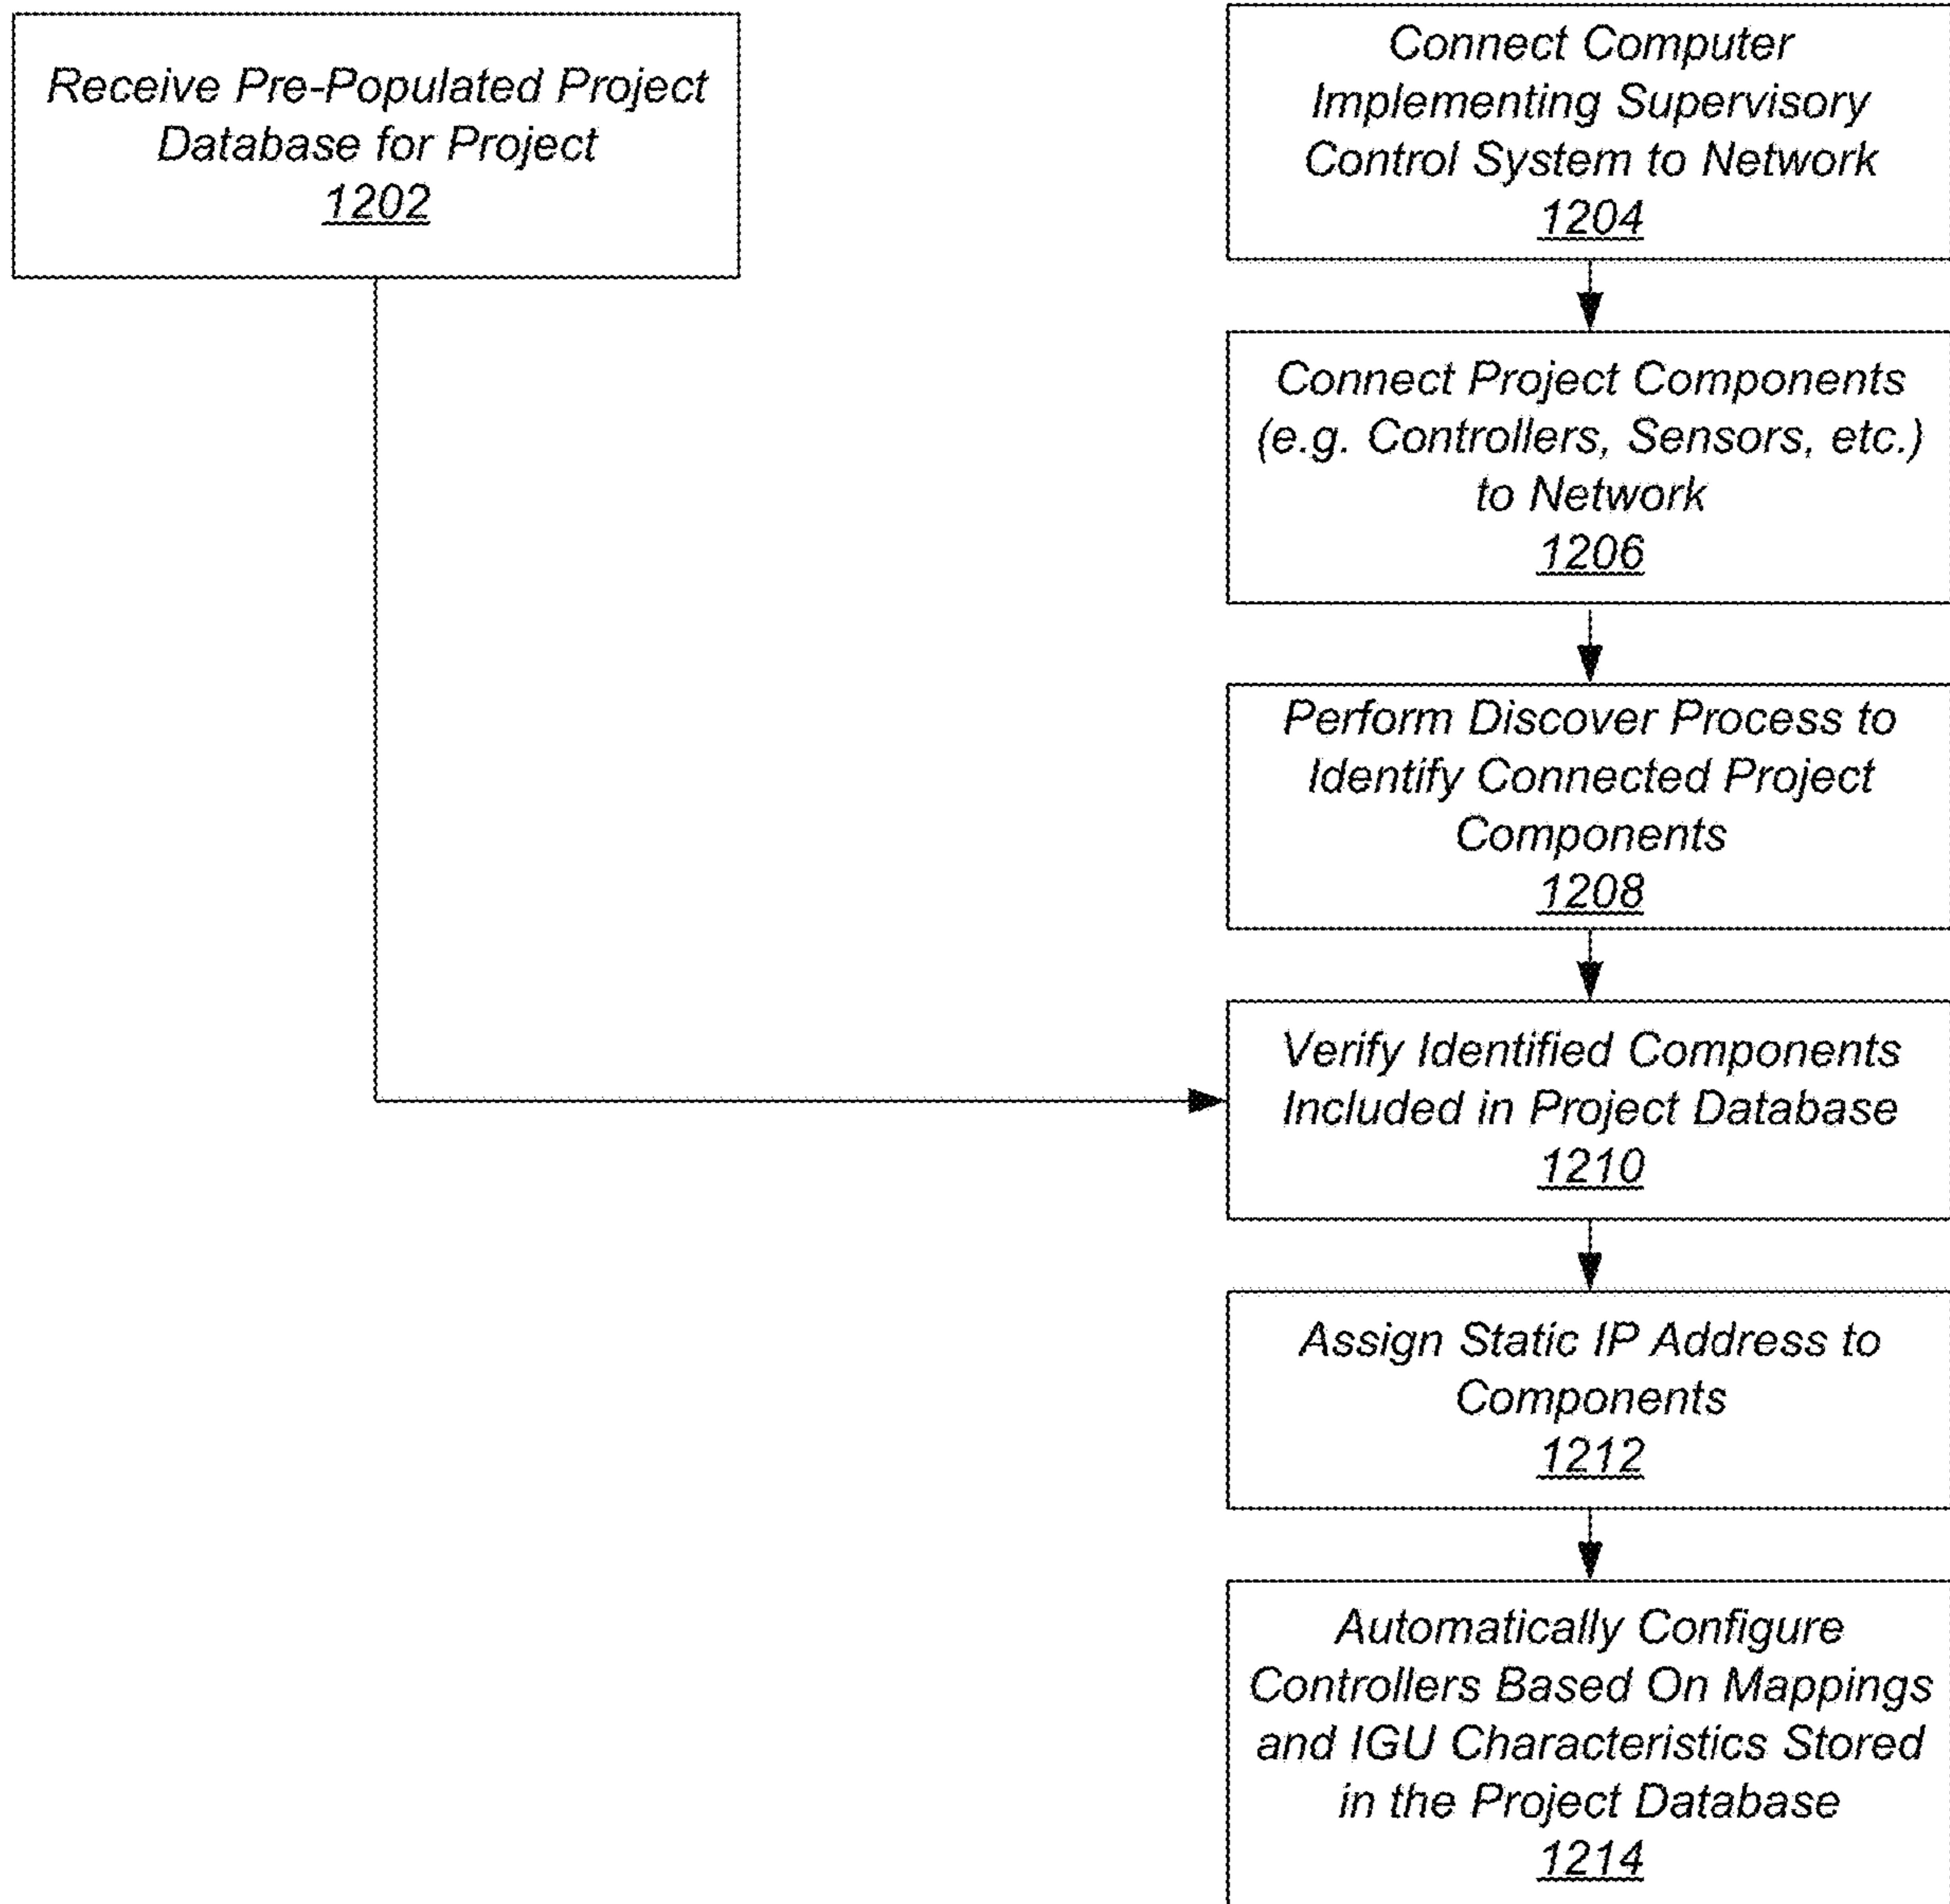 Receive Pre-Populated Project
Database for Project
1202
Connect Computer
Implementing Supervisory
Control System to Network
1204
Connect Project Components
(e.g. Controllers, Sensors, etc.)
to Network
1206
Perform Discover Process to
Identify Connected Project
Components
1208
Verify Identified Components
Included in Project Database
1210
Assign Static IP Address to
Components
1212
Automatically Configure
Controllers Based On Mappings
and IGU Characteristics Stored
in the Project Database
1214